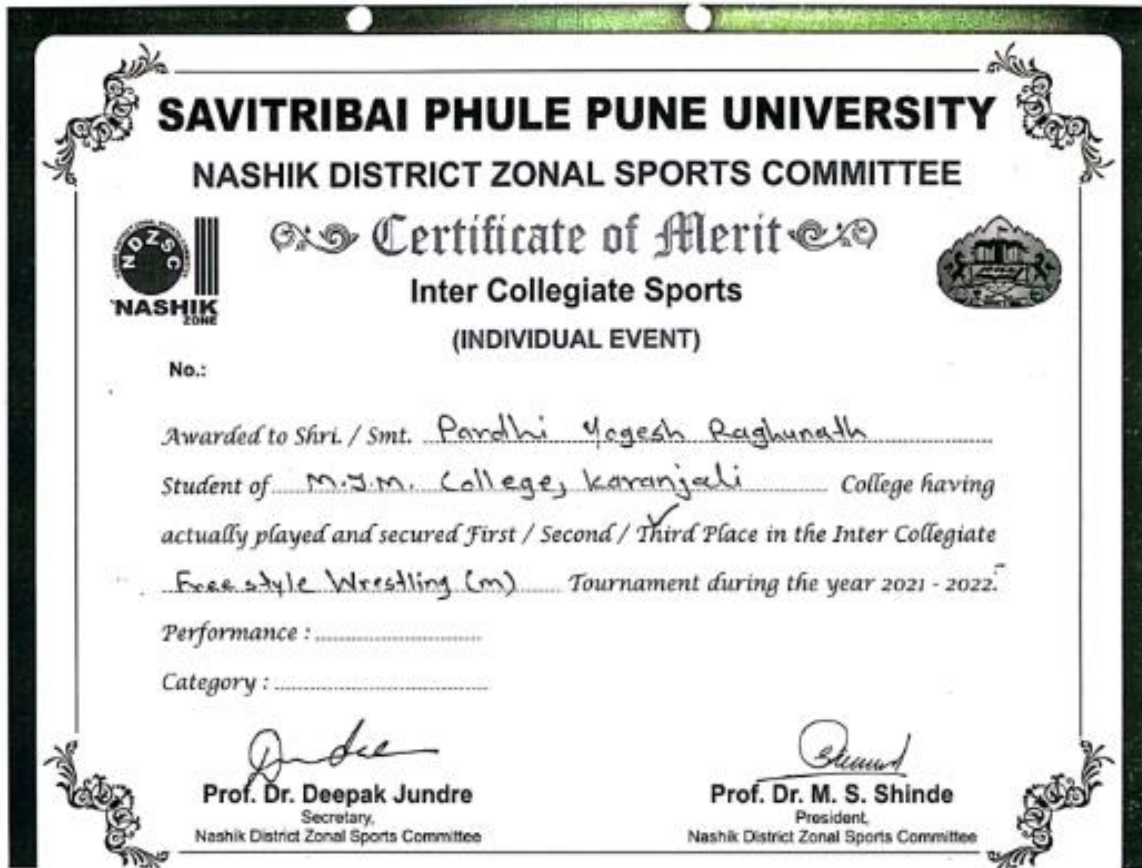 SAVITRIBAI PHULE PUNE UNIVERSITY
NASHIK DISTRICT ZONAL SPORTS COMMITTEE
Certificate of Merit
NDZSC
NASHIK
ZONE
Inter Collegiate Sports
(INDIVIDUAL EVENT)
No.:
Awarded to Shri. / Smt. Pardhi Yogesh Raghunath
Student of M.J.M. College, Karanjali College having
actually played and secured First / Second / Third Place in the Inter Collegiate
Free style Wrestling (m) Tournament during the year 2021 - 2022.
Performance :
Category :
Prof. Dr. Deepak Jundre
Secretary,
Nashik District Zonal Sports Committee
Prof. Dr. M. S. Shinde
President,
Nashik District Zonal Sports Committee